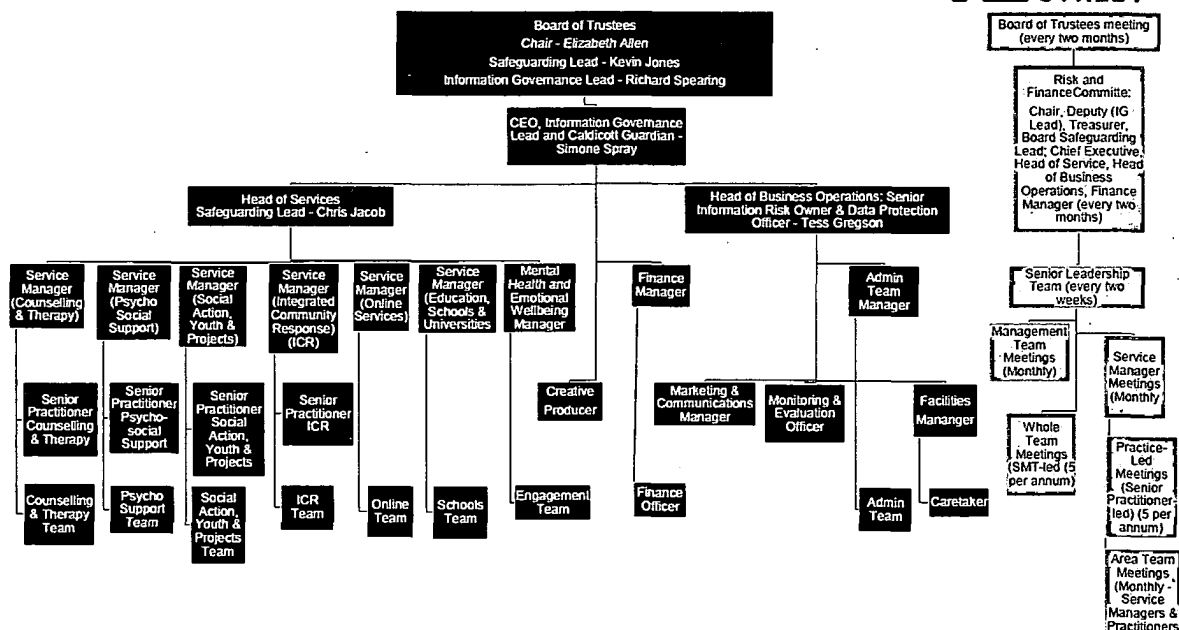 Board of Trustees
Chair - Elizabeth Allen
Safeguarding Lead - Kevin Jones
Information Governance Lead - Richard Spearing
CEO, Information Governance
Lead and Caldicott Guardian -
Simone Spray
Head of Services
Safeguarding Lead - Chris Jacob
Head of Business Operations: Senior
Information Risk Owner & Data Protection
Officer - Tess Gregson
Service
Manager
(Counselling
& Therapy)
Service
Manager
(Psycho
Social
Support)
Service
Manager
(Social
Action,
Youth &
Projects)
Service
Manager
(Integrated
Community
Response)
(ICR)
Service
Manager
(Online
Services)
Service
Manager
(Education,
Schools &
Universities
Mental
Health and
Emotional
Wellbeing
Manager
Finance
Manager
Admin
Team
Manager
Senior
Practitioner
Counselling
& Therapy
Senior
Practitioner
Psycho-
social
Support
Senior
Practitioner
Social
Action,
Youth &
Projects
Senior
Practitioner
ICR
Creative
Producer
Marketing &
Communications
Manager
Monitoring &
Evaluation
Officer
Facilities
Mananger
Counselling
& Therapy
Team
Psycho
Support
Team
Social
Action,
Youth &
Projects
Team
ICR
Team
Online
Team
Schools
Team
Engagement
Team
Finance
Officer
Admin
Team
Caretaker
Board of Trustees meeting
(every two months)
Risk and
FinanceCommitte:
Chair, Deputy (IG
Lead), Treasurer,
Board Safeguarding
Lead; Chief Executive,
Head of Service, Head
of Business
Operations, Finance
Manager (every two
months)
Senior Leadership
Team (every two
weeks)
Management
Team
Meetings
(Monthly)
Service
Manager
Meetings
(Monthly
Whole
Team
Meetings
(SMT-led (5
per annum)
Practice-
Led
Meetings
(Senior
Practitioner-
led) (5 per
annum)
Area Team
Meetings
(Monthly -
Service
Managers &
Practitioners